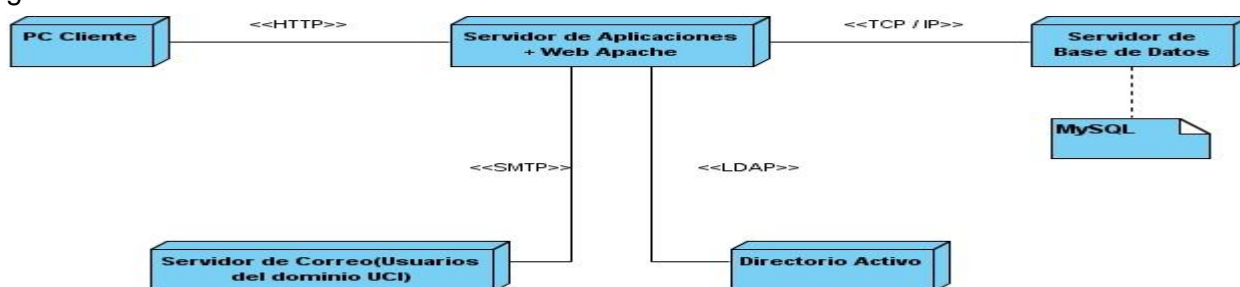 <<HTTP>>
<<TCP / IP>>
PC Cliente
Servidor de Aplicaciones
+ Web Apache
Servidor de
Base de Datos
MySQL
<<SMTP>>
<<LDAP>>
Servidor de Correo(Usuarios
del dominio UCI)
Directorio Activo